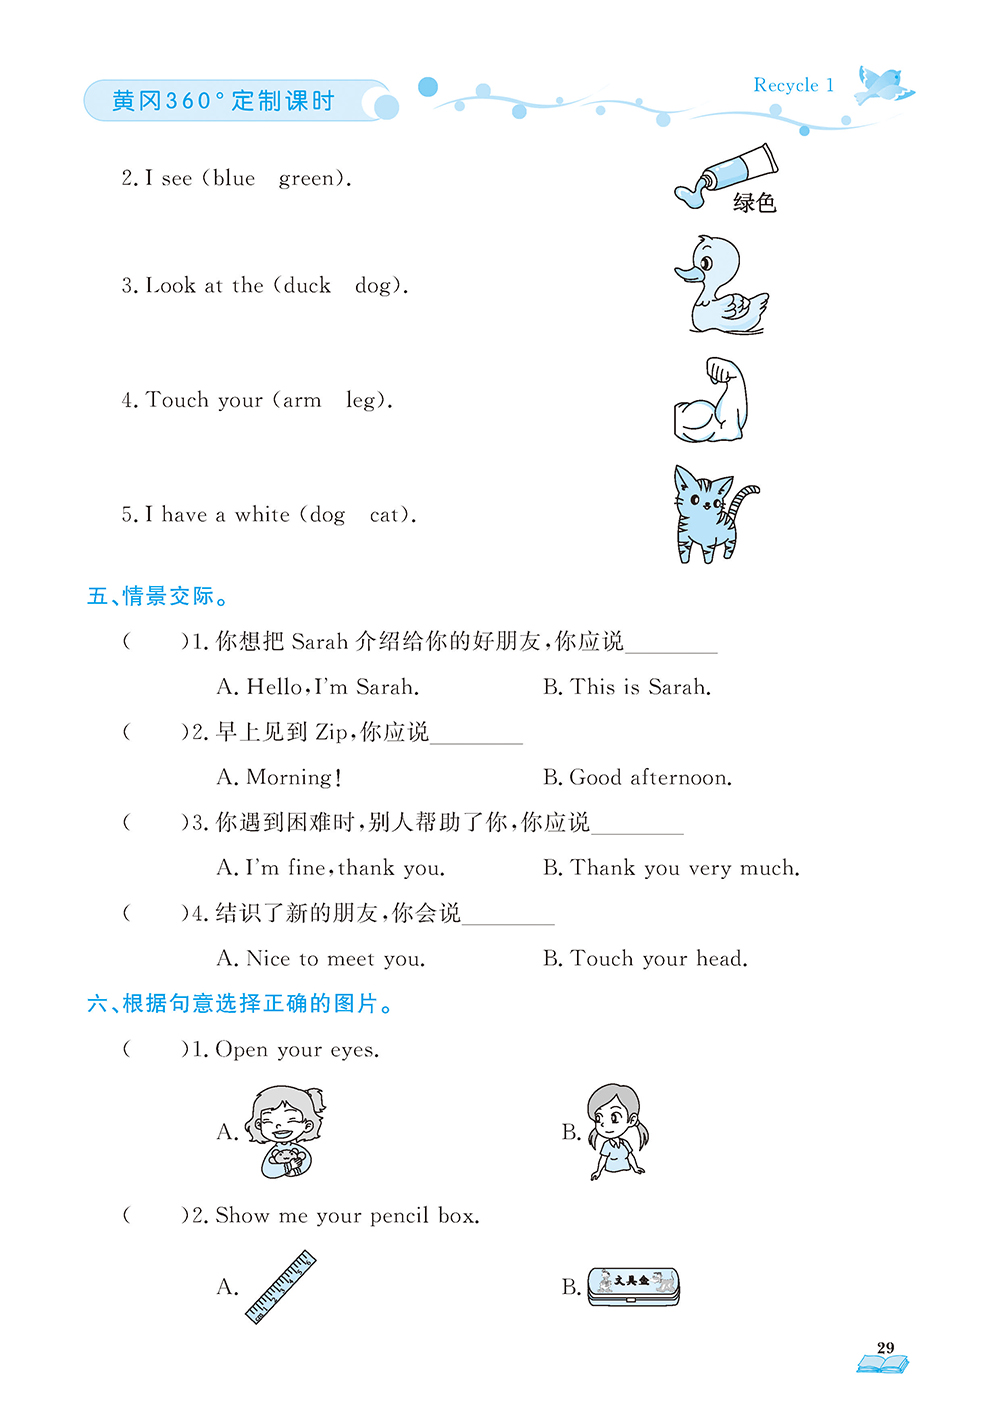 黄冈360°定制课时
Recycle 1
2. I see (blue green).
绿色
3. Look at the (duck dog).
4. Touch your (arm leg).
5. I have a white (dog cat).
五、情景交际。
( )1. 你想把 Sarah 介绍给你的好朋友,你应说________
A. Hello, I'm Sarah. B. This is Sarah.
( )2. 早上见到 Zip,你应说________
A. Morning! B. Good afternoon.
( )3. 你遇到困难时,别人帮助了你,你应说________
A. I'm fine, thank you. B. Thank you very much.
( )4. 结识了新的朋友,你会说________
A. Nice to meet you. B. Touch your head.
六、根据句意选择正确的图片。
( )1. Open your eyes.
A. B.
( )2. Show me your pencil box.
A. B.
文具盒
29